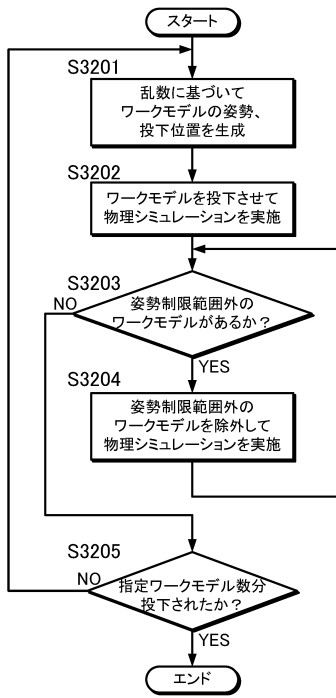 スタート
S3201
乱数に基づいて
ワークモデルの姿勢、
投下位置を生成
S3202
ワークモデルを投下させて
物理シミュレーションを実施
S3203
NO
姿勢制限範囲外の
ワークモデルがあるか？
YES
S3204
姿勢制限範囲外の
ワークモデルを除外して
物理シミュレーションを実施
S3205
NO
指定ワークモデル数分
投下されたか？
YES
エンド